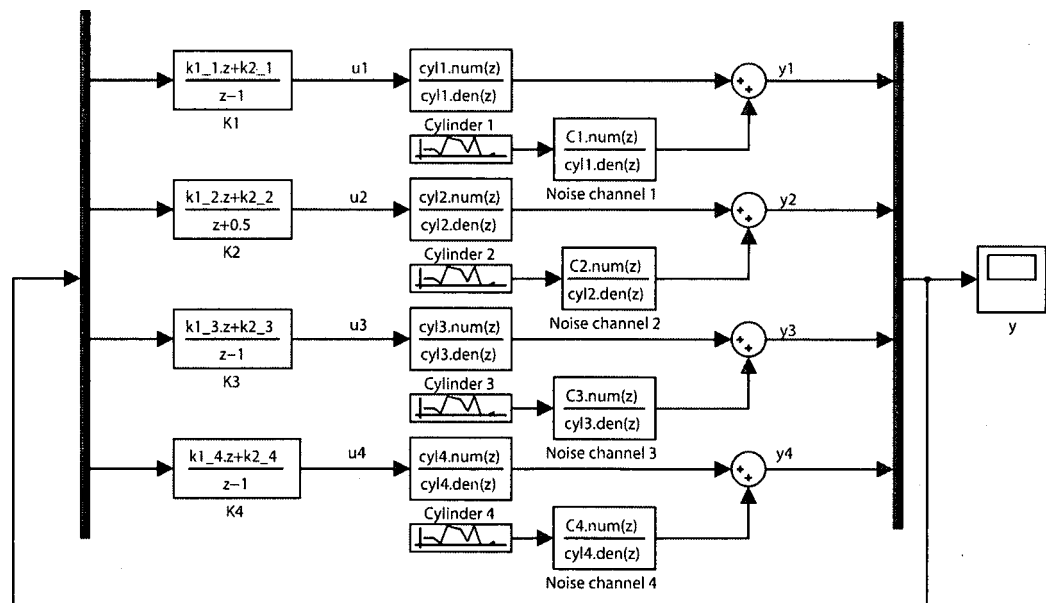 k1_1.z+k2_1
z−1
K1
u1
cyl1.num(z)
cyl1.den(z)
Cylinder 1
C1.num(z)
cyl1.den(z)
Noise channel 1
y1
k1_2.z+k2_2
z+0.5
K2
u2
cyl2.num(z)
cyl2.den(z)
Cylinder 2
C2.num(z)
cyl2.den(z)
Noise channel 2
y2
k1_3.z+k2_3
z−1
K3
u3
cyl3.num(z)
cyl3.den(z)
Cylinder 3
C3.num(z)
cyl3.den(z)
Noise channel 3
y3
k1_4.z+k2_4
z−1
K4
u4
cyl4.num(z)
cyl4.den(z)
Cylinder 4
C4.num(z)
cyl4.den(z)
Noise channel 4
y4
y